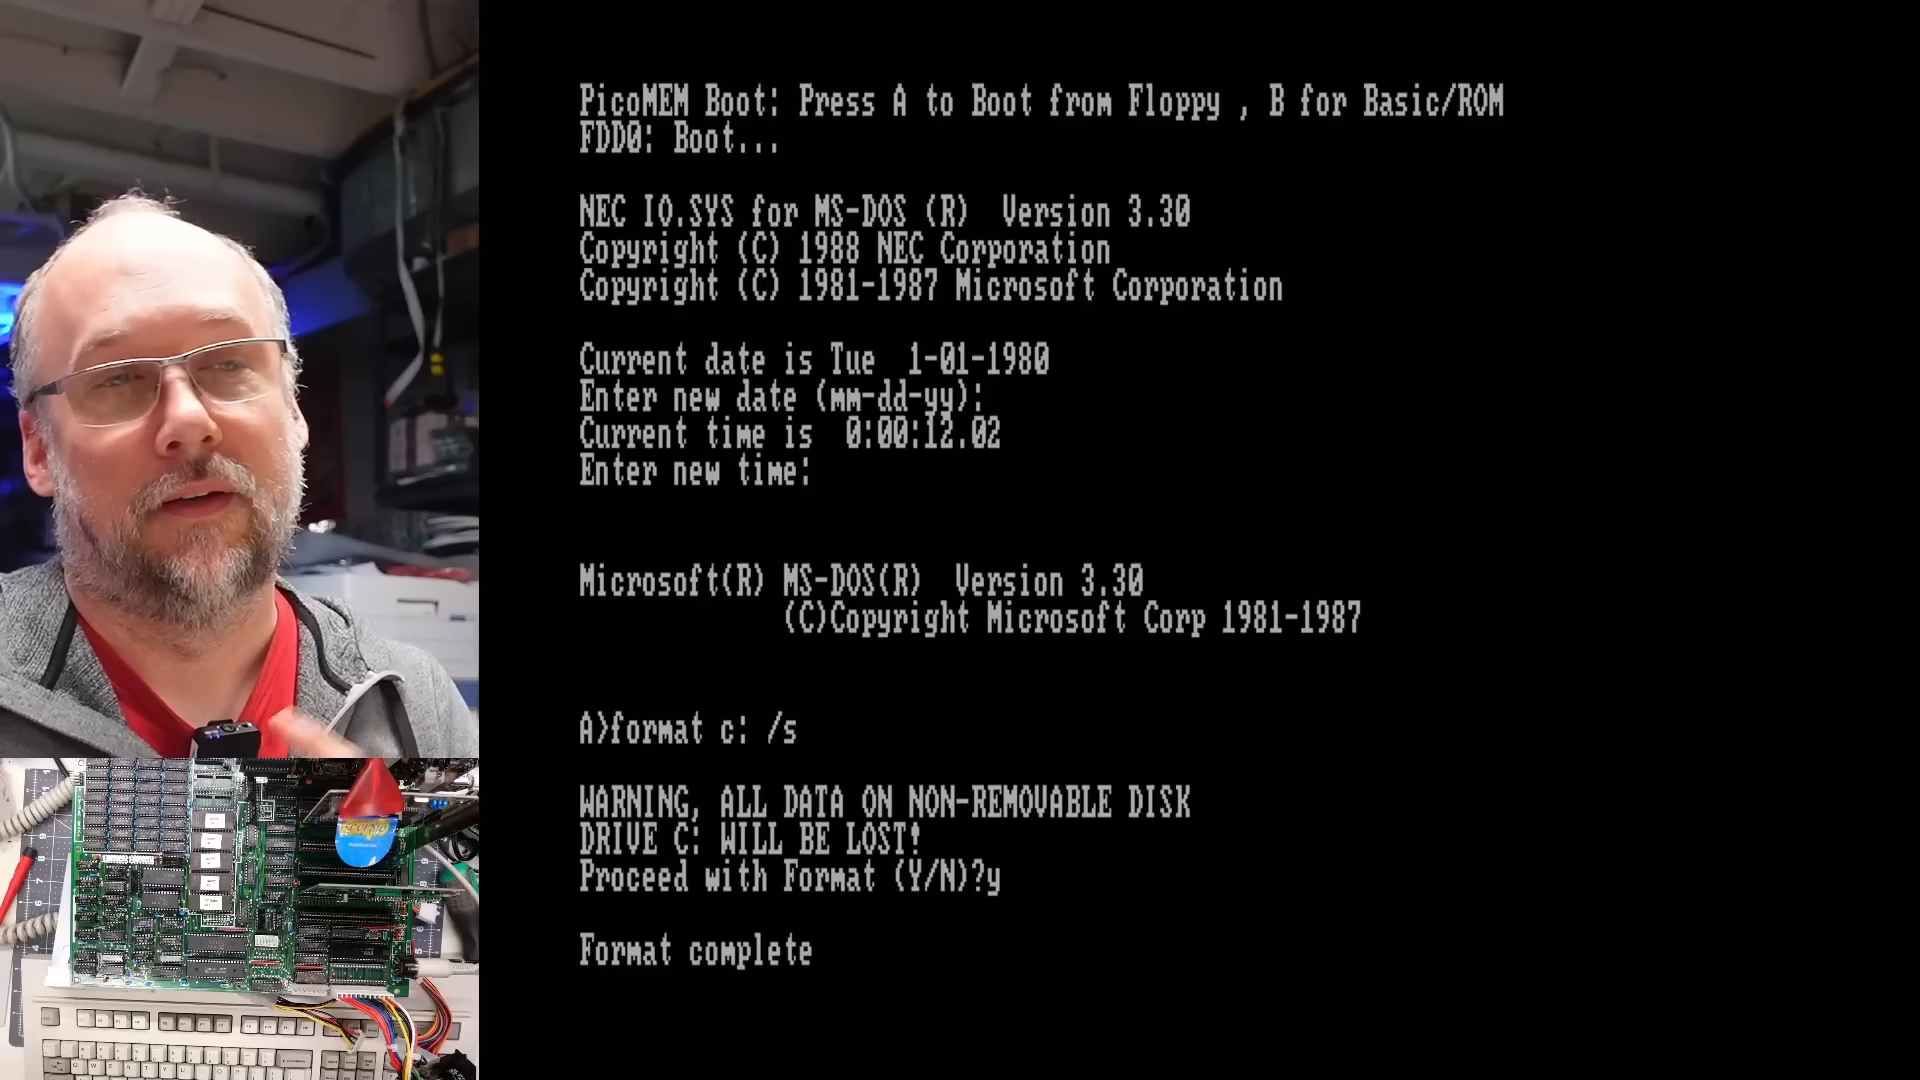 PicoMEM Boot: Press A to Boot from Floppy , B for Basic/ROM
FDD0: Boot...
NEC IO.SYS for MS-DOS (R)  Version 3.30
Copyright (C) 1988 NEC Corporation
Copyright (C) 1981-1987 Microsoft Corporation
Current date is Tue  1-01-1980
Enter new date (mm-dd-yy):
Current time is  0:00:12.02
Enter new time:
Microsoft(R) MS-DOS(R)  Version 3.30
(C)Copyright Microsoft Corp 1981-1987
A>format c: /s
WARNING, ALL DATA ON NON-REMOVABLE DISK
DRIVE C: WILL BE LOST!
Proceed with Format (Y/N)?y
Format complete